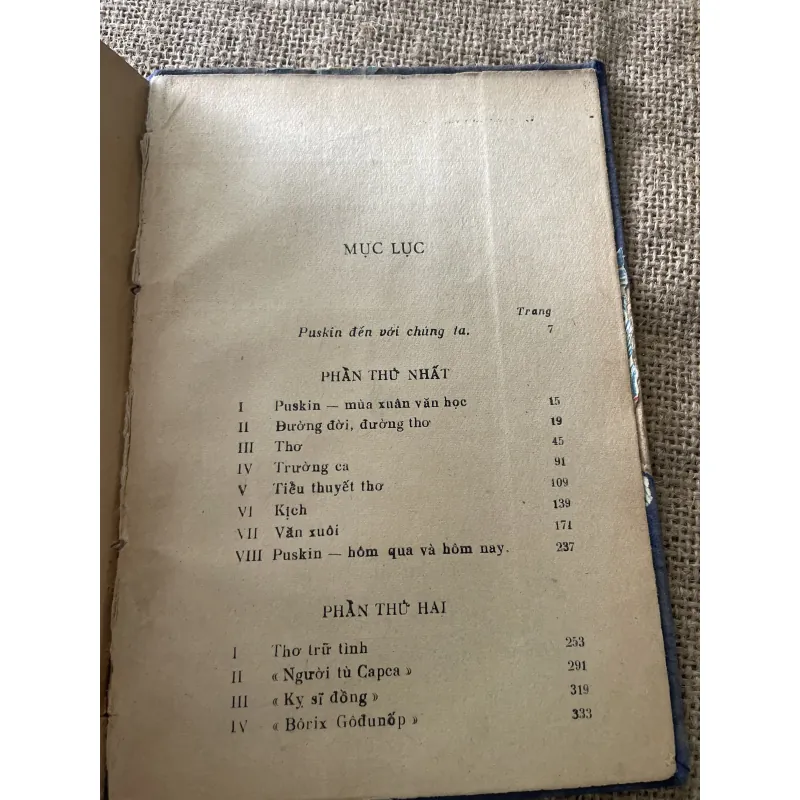 MỤC LỤC
Trang
Puskin đến với chúng ta. 7
PHẦN THỨ NHẤT
I Puskin — mùa xuân văn học 15
II Đường đời, đường thơ 19
III Thơ 45
IV Trường ca 91
V Tiểu thuyết thơ 109
VI Kịch 139
VII Văn xuôi 171
VIII Puskin — hôm qua và hôm nay. 237
PHẦN THỨ HAI
I Thơ trữ tình 253
II « Người tù Capca » 291
III « Kỵ sĩ đồng » 319
IV « Bôrix Gôđunốp » 333